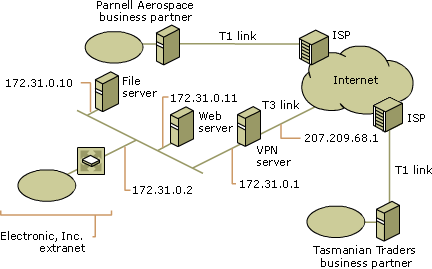 Parnell Aerospace
business partner
T1 link
ISP
Internet
172.31.0.10
File
server
172.31.0.11
Web
server
T3 link
ISP
VPN
server
207.209.68.1
T1 link
172.31.0.2
172.31.0.1
Electronic, Inc.
extranet
Tasmanian Traders
business partner